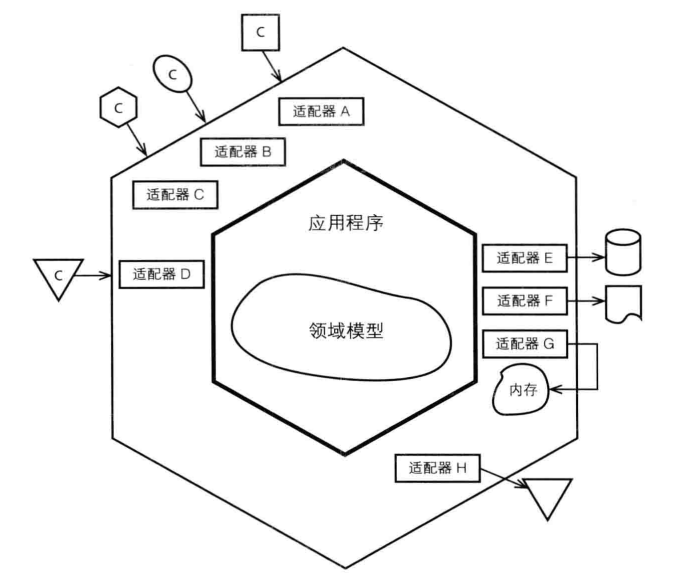 C
C
C
适配器 A
适配器 B
适配器 C
应用程序
适配器 E
C
适配器 D
适配器 F
领域模型
适配器 G
内存
适配器 H